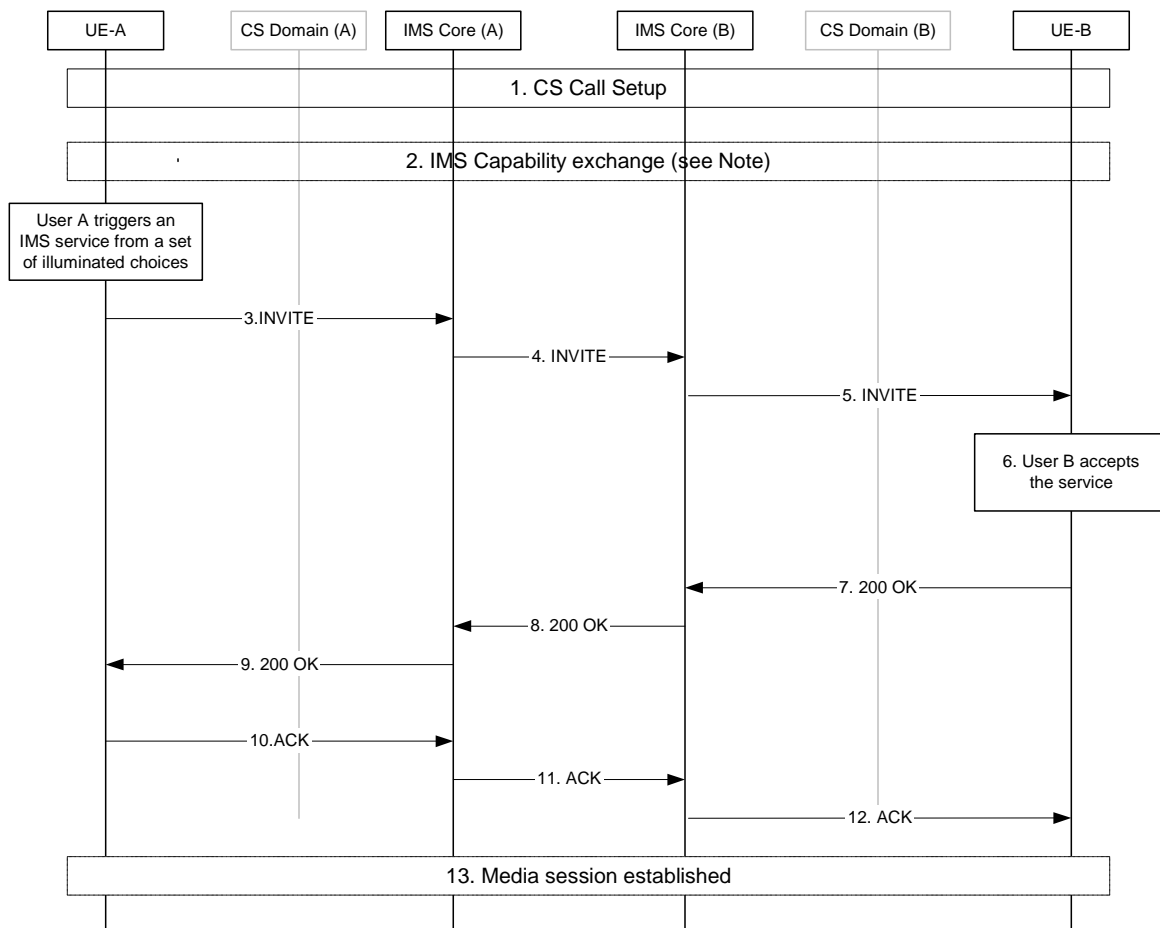 UE-A
CS Domain (A)
IMS Core (A)
IMS Core (B)
CS Domain (B)
UE-B
1. CS Call Setup
2. IMS Capability exchange (see Note)
User A triggers an
IMS service from a set
of illuminated choices
3.INVITE
4. INVITE
5. INVITE
6. User B accepts
the service
7. 200 OK
8. 200 OK
9. 200 OK
10.ACK
11. ACK
12. ACK
13. Media session established